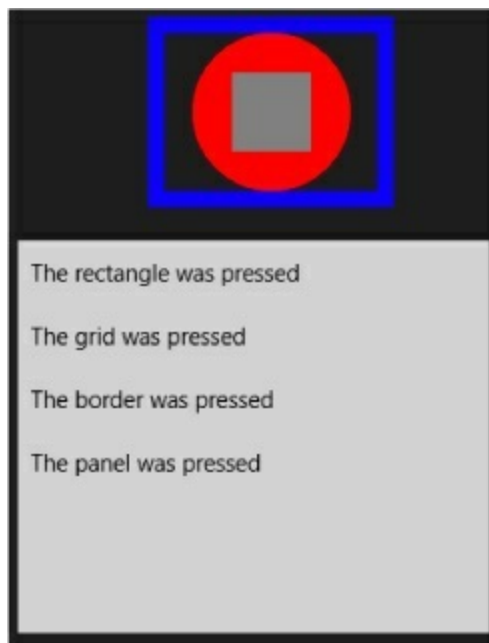 The rectangle was pressed
The grid was pressed
The border was pressed
The panel was pressed